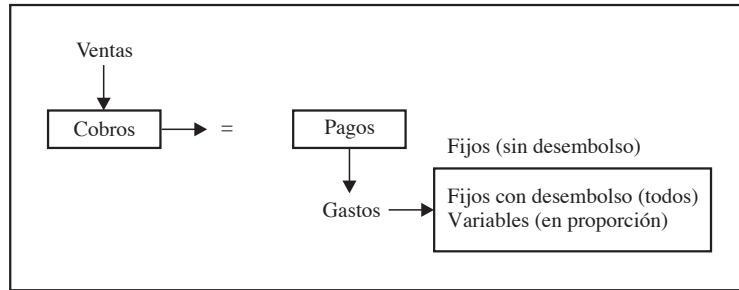 Ventas
Cobros
=
Pagos
Gastos
Fijos (sin desembolso)
Fijos con desembolso (todos)
Variables (en proporción)